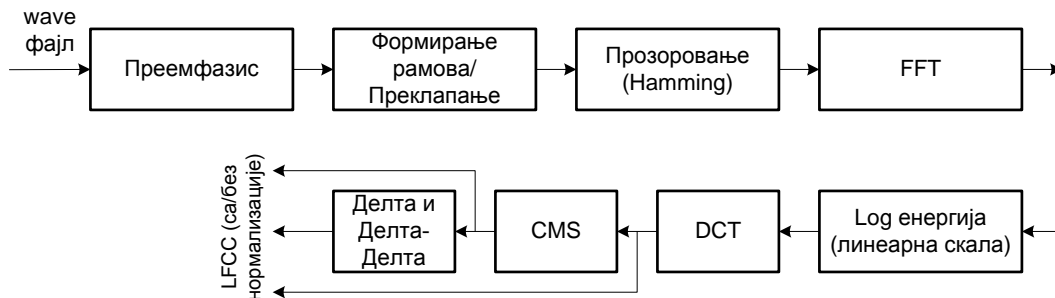 wave
фајл
Преемфазис
Формирање
рамова/
Преклапање
Прозоровање
(Hamming)
FFT
LFCC (са/без
нормализације)
Делта и
Делта-
Делта
CMS
DCT
Log енергија
(линеарна скала)